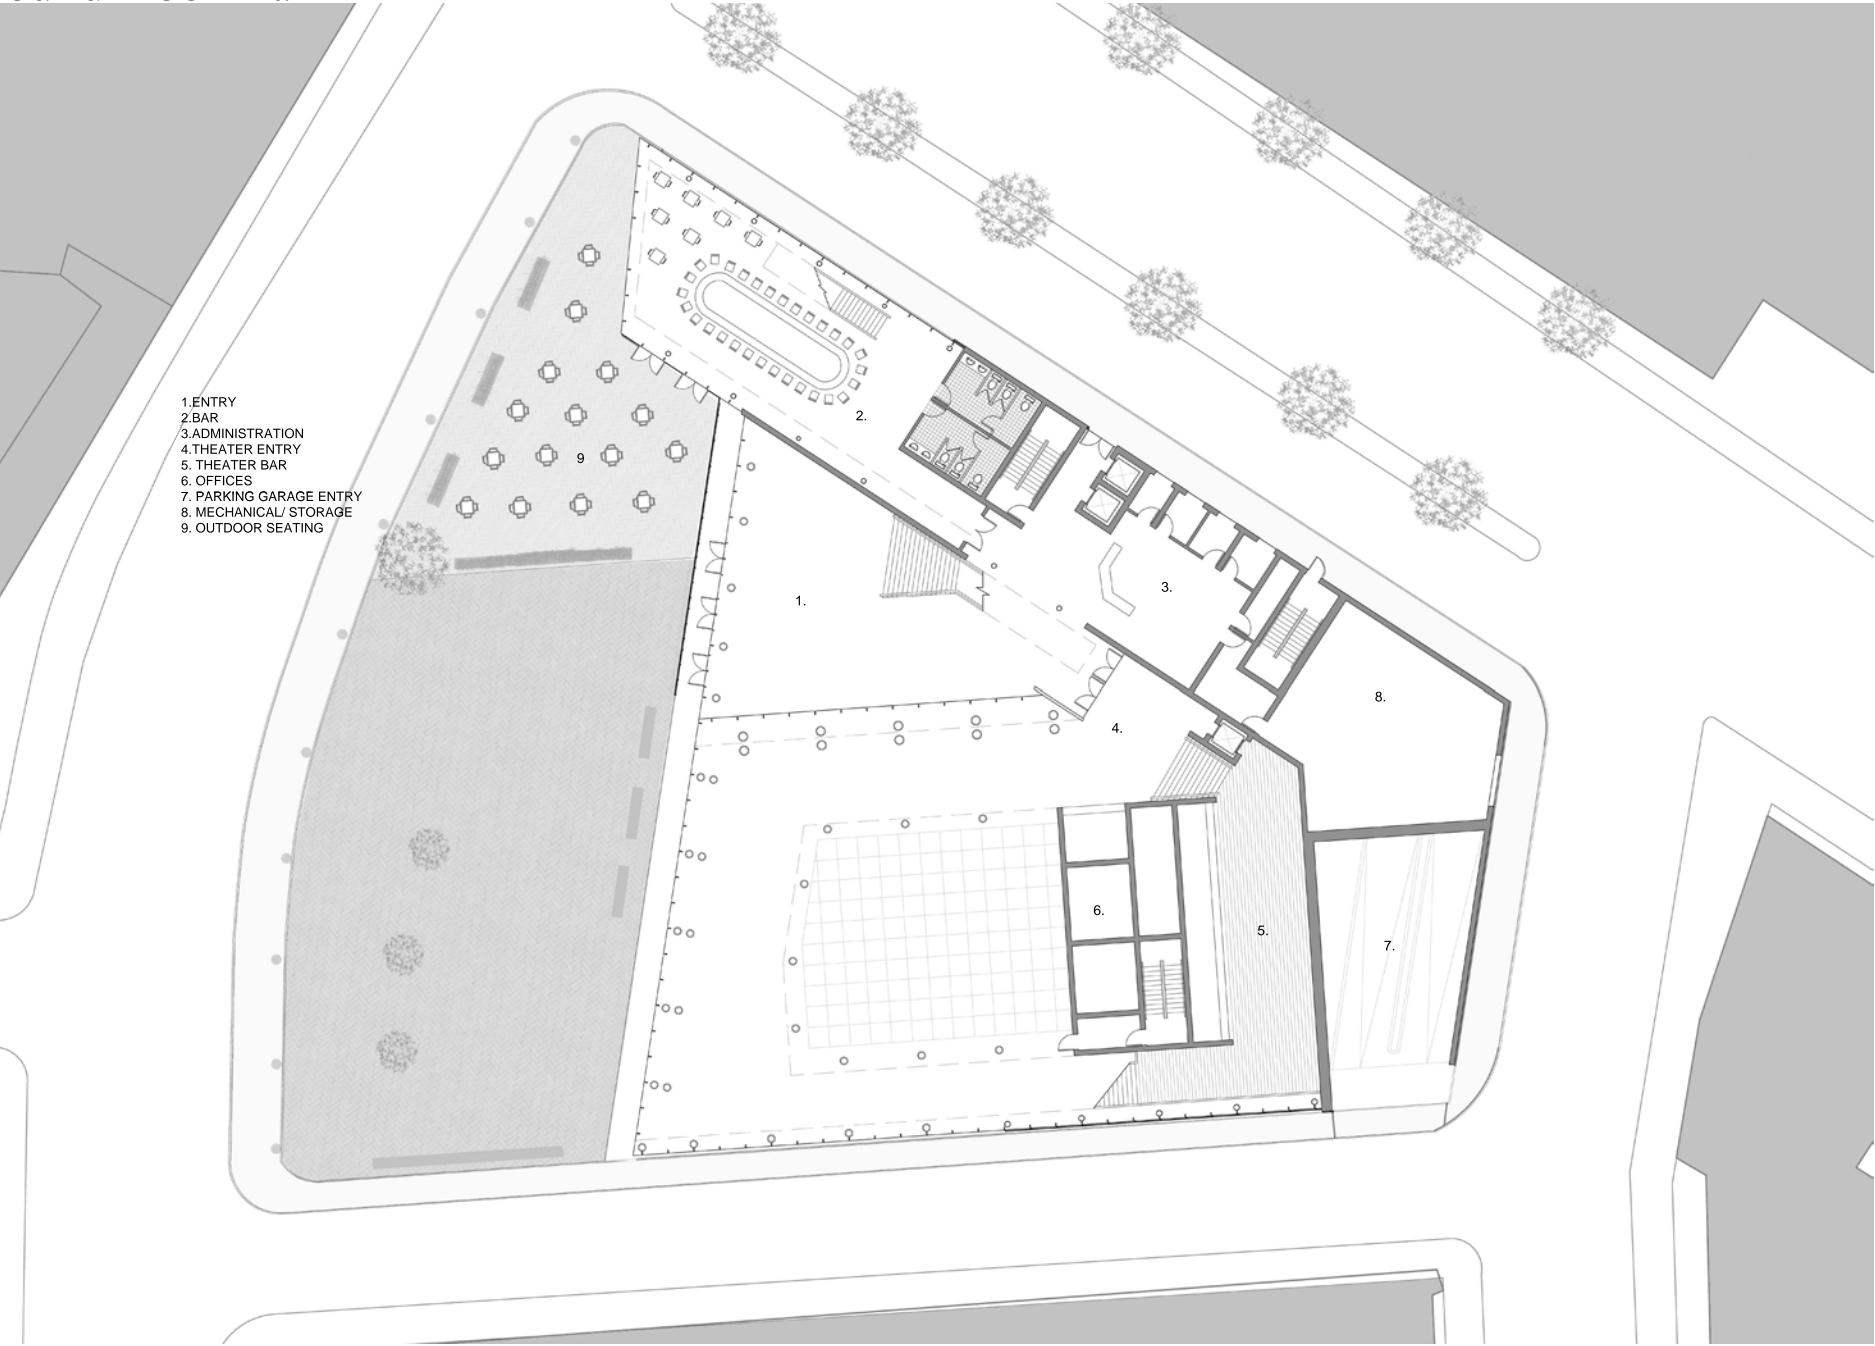 1.ENTRY
2.BAR
3.ADMINISTRATION
4.THEATER ENTRY
5. THEATER BAR
6. OFFICES
7. PARKING GARAGE ENTRY
8. MECHANICAL/ STORAGE
9. OUTDOOR SEATING
2.
9
1.
3.
8.
4.
6.
5.
7.